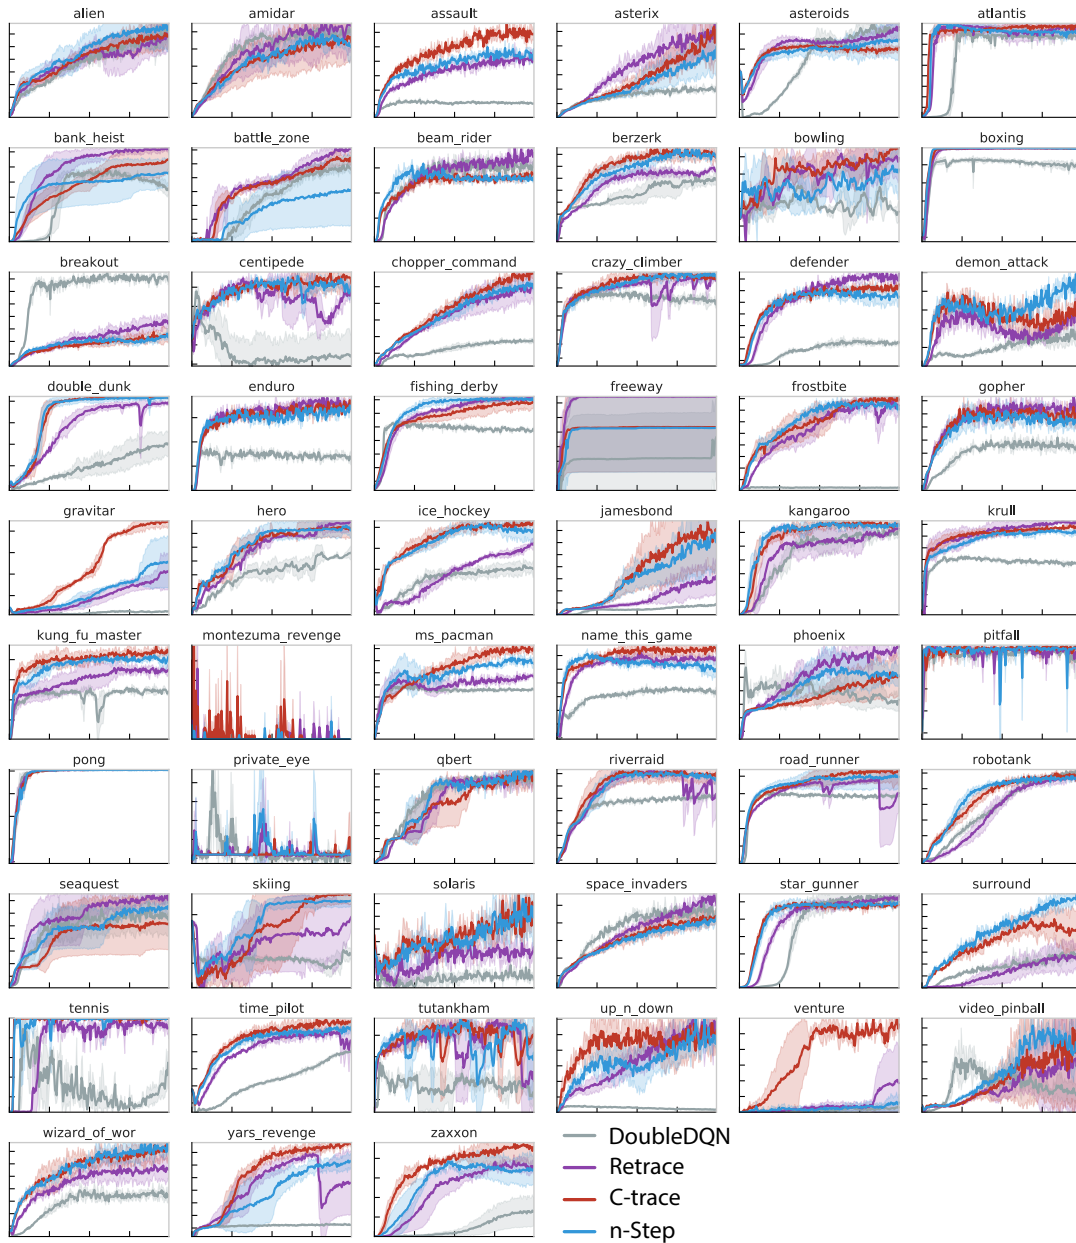 alien amidar assault asterix asteroids atlantis
bank_heist battle_zone beam_rider berzerk bowling boxing
breakout centipede chopper_command crazy_climber defender demon_attack
double_dunk enduro fishing_derby freeway frostbite gopher
gravitar hero ice_hockey jamesbond kangaroo krull
kung_fu_master montezuma_revenge ms_pacman name_this_game phoenix pitfall
pong private_eye qbert riverraid road_runner robotank
seaquest skiing solaris space_invaders star_gunner surround
tennis time_pilot tutankham up_n_down venture video_pinball
wizard_of_wor yars_revenge zaxxon
DoubleDQN
Retrace
C-trace
n-Step